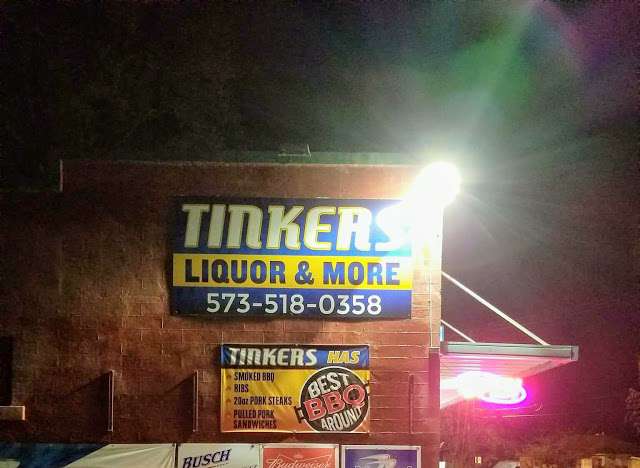 TINKERS
LIQUOR & MORE
573-518-0358
TINKERS HAS
SMOKED BBQ
RIBS
20oz PORK STEAKS
PULLED PORK
SANDWICHES
BEST
BBQ
AROUND
BUSCH
Budweiser